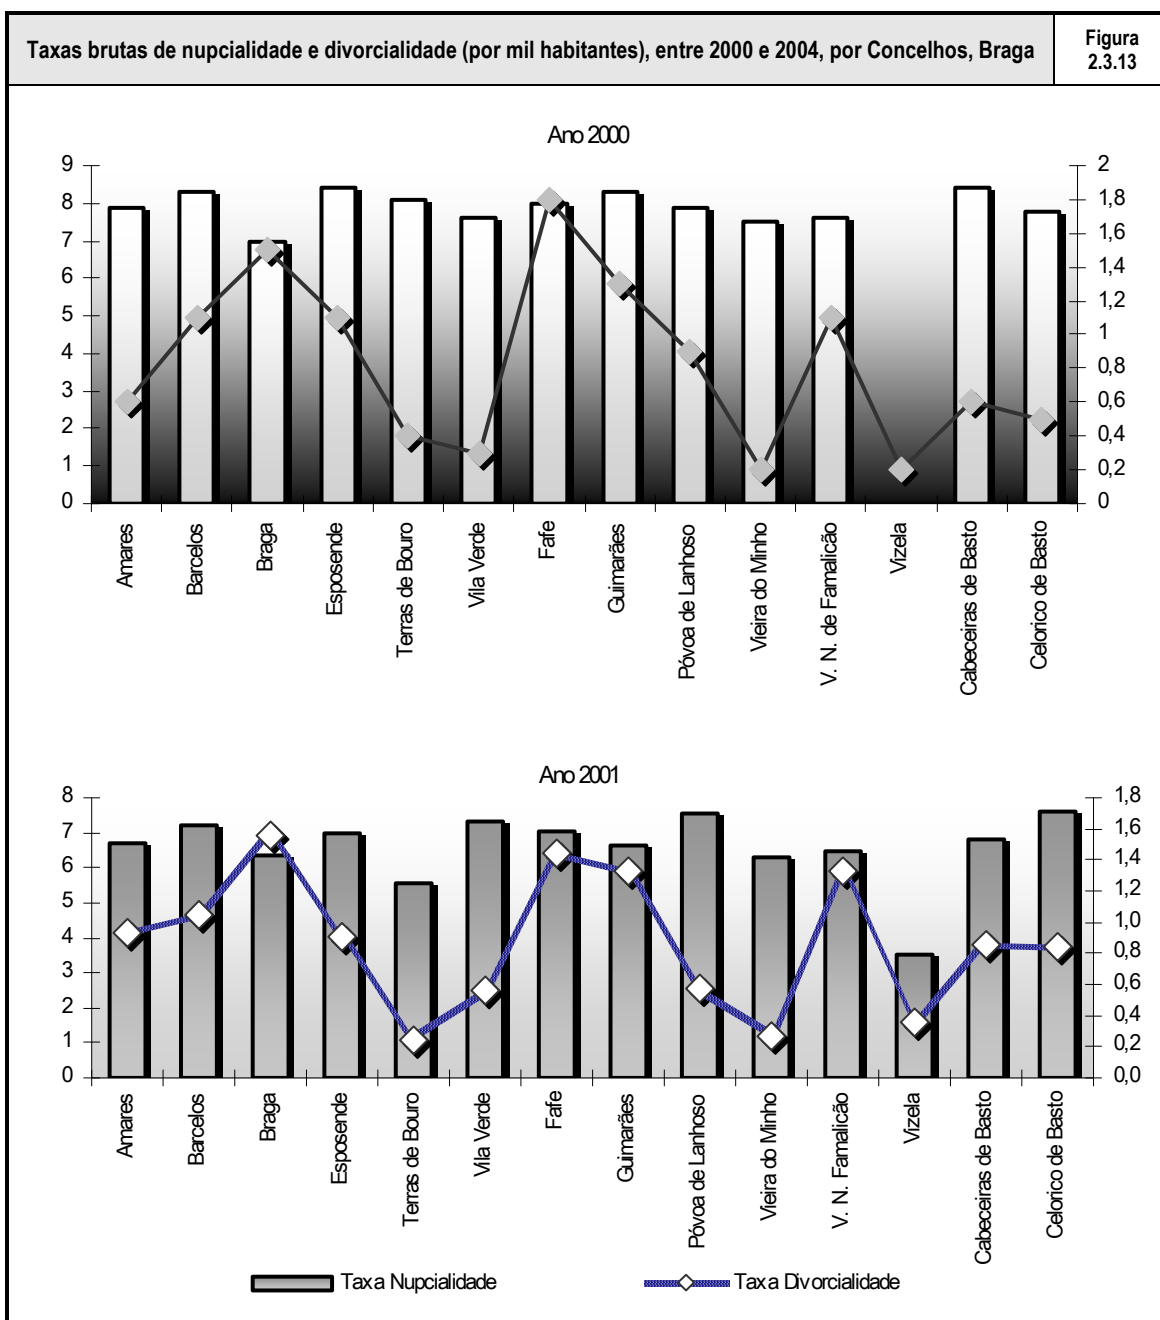 Taxas brutas de nupcialidade e divorcialidade (por mil habitantes), entre 2000 e 2004, por Concelhos, Braga
Figura
2.3.13
Ano 2000
9
8
7
6
5
4
3
2
1
0
2
1,8
1,6
1,4
1,2
1
0,8
0,6
0,4
0,2
0
Amares
Barcelos
Braga
Esposende
Terras de Bouro
Vila Verde
Fafe
Guimarães
Póvoa de Lanhoso
Vieira do Minho
V. N. de Famalicão
Vizela
Cabeceiras de Basto
Celorico de Basto
Ano 2001
8
7
6
5
4
3
2
1
0
1,8
1,6
1,4
1,2
1,0
0,8
0,6
0,4
0,2
0,0
Amares
Barcelos
Braga
Esposende
Terras de Bouro
Vila Verde
Fafe
Guimarães
Póvoa de Lanhoso
Vieira do Minho
V. N. Famalicão
Vizela
Cabeceiras de Basto
Celorico de Basto
Taxa Nupcialidade
Taxa Divorcialidade